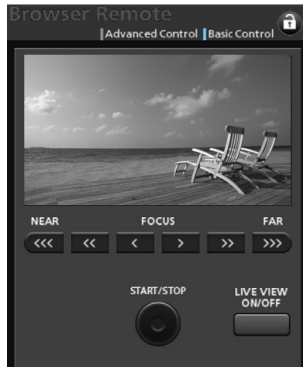 Browser Remote
Advanced Control Basic Control
NEAR FOCUS FAR
<<< << < > >> >>>
START/STOP LIVE VIEW
ON/OFF